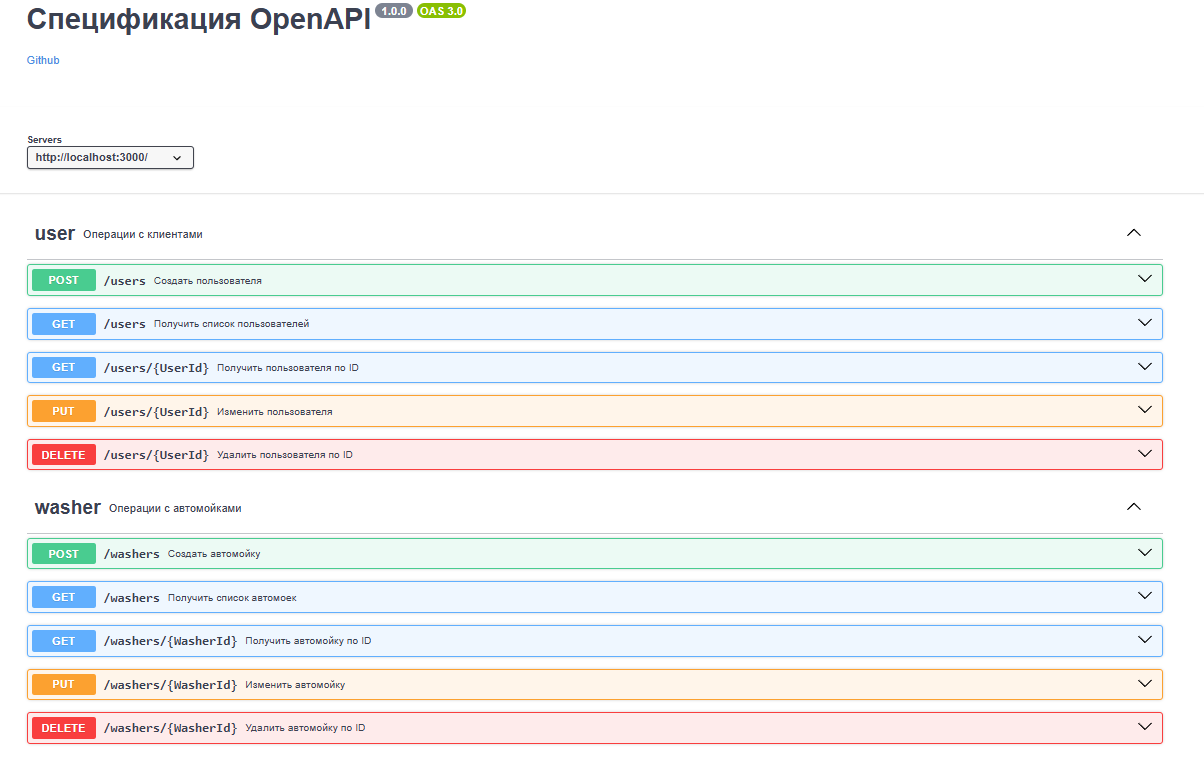 Спецификация OpenAPI 1.0.0 OAS 3.0
Github
Servers
http://localhost:3000/
user Операции с клиентами
POST /users Создать пользователя
GET /users Получить список пользователей
GET /users/{UserId} Получить пользователя по ID
PUT /users/{UserId} Изменить пользователя
DELETE /users/{UserId} Удалить пользователя по ID
washer Операции с автомойками
POST /washers Создать автомойку
GET /washers Получить список автомоек
GET /washers/{WasherId} Получить автомойку по ID
PUT /washers/{WasherId} Изменить автомойку
DELETE /washers/{WasherId} Удалить автомойку по ID